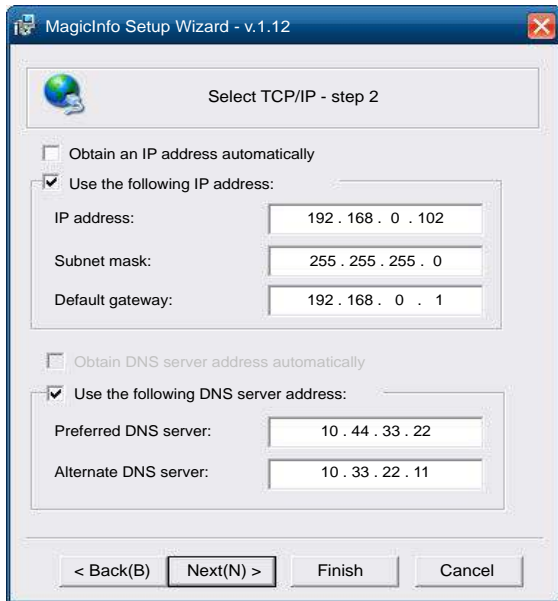 MagicInfo Setup Wizard - v.1.12
Select TCP/IP - step 2
Obtain an IP address automatically
Use the following IP address:
IP address: 192 . 168 . 0 . 102
Subnet mask: 255 . 255 . 255 . 0
Default gateway: 192 . 168 . 0 . 1
Obtain DNS server address automatically
Use the following DNS server address:
Preferred DNS server: 10 . 44 . 33 . 22
Alternate DNS server: 10 . 33 . 22 . 11
< Back(B) Next(N) > Finish Cancel